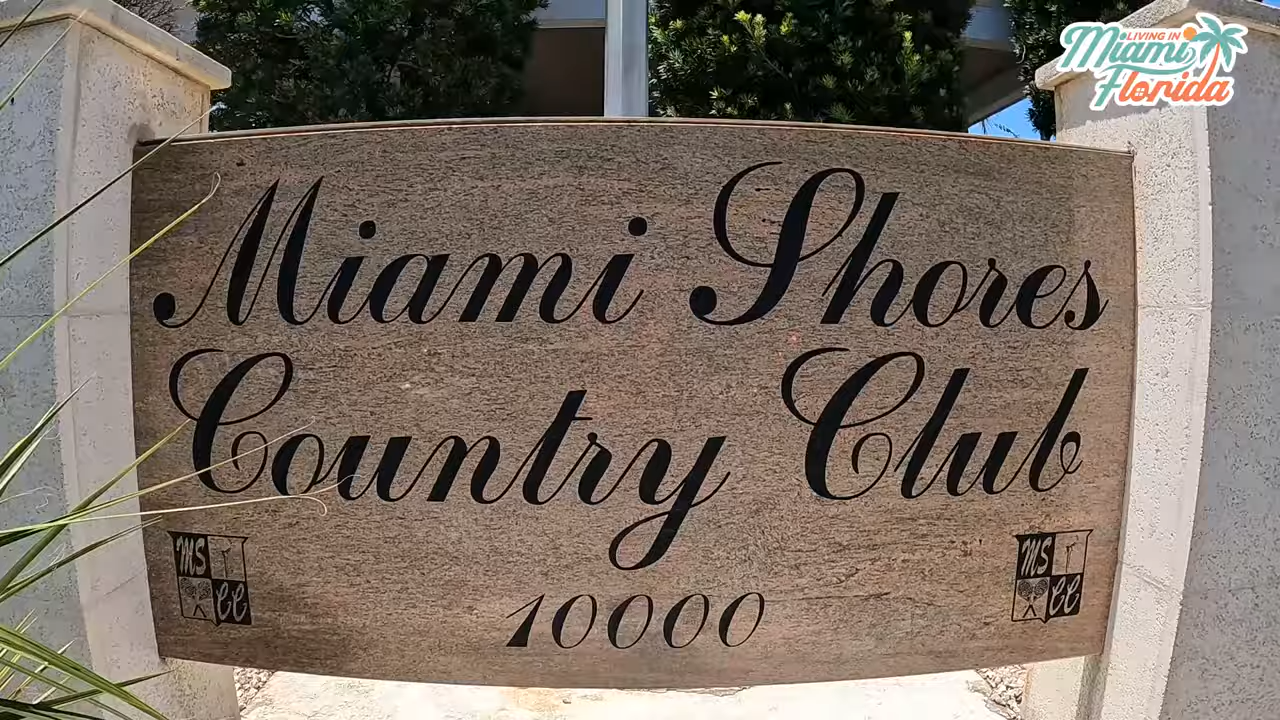 LIVING IN
Miami
Florida
Miami Shores
Country Club
MS
CC
MS
CC
10000